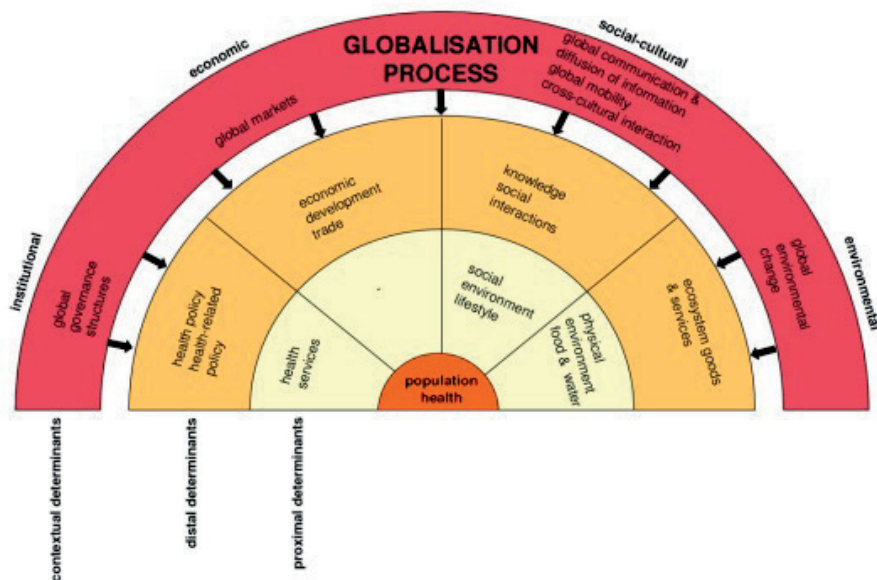 GLOBALISATION
PROCESS
institutional
economic
social-cultural
environmental
global
governance
structures
global markets
global communication &
diffusion of information
global mobility
cross-cultural interaction
global
environmental
change
health policy
health-related
policy
economic
development
trade
knowledge
social
interactions
ecosystem goods
& services
health
services
social
environment
lifestyle
physical
environment
food & water
population
health
contextual determinants
distal determinants
proximal determinants